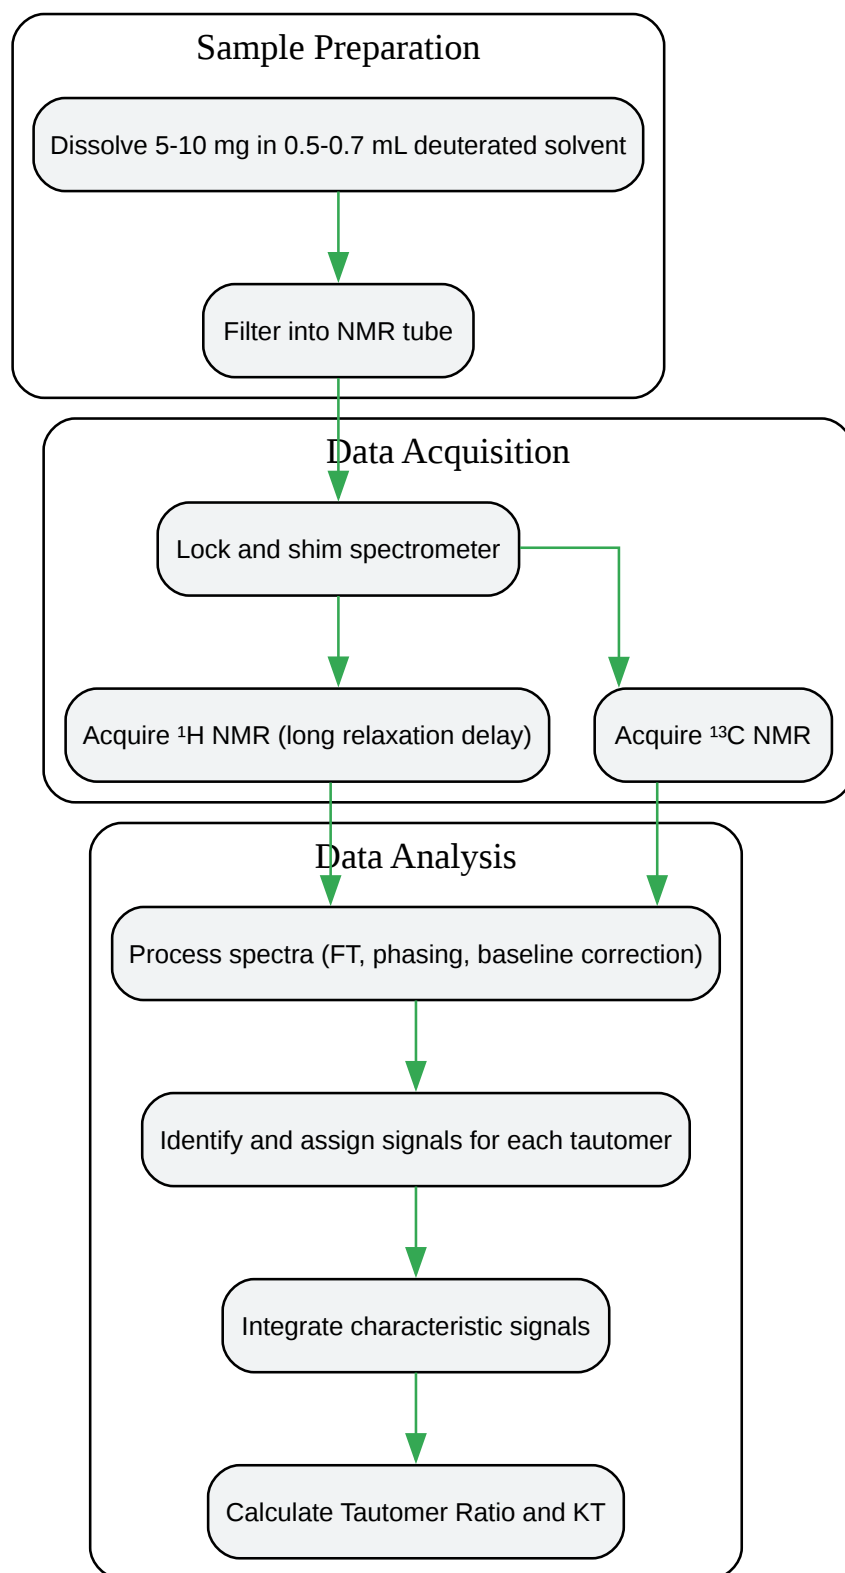 Sample Preparation
Dissolve 5-10 mg in 0.5-0.7 mL deuterated solvent
Filter into NMR tube
Data Acquisition
Lock and shim spectrometer
Acquire ¹H NMR (long relaxation delay)
Acquire ¹³C NMR
Data Analysis
Process spectra (FT, phasing, baseline correction)
Identify and assign signals for each tautomer
Integrate characteristic signals
Calculate Tautomer Ratio and KT